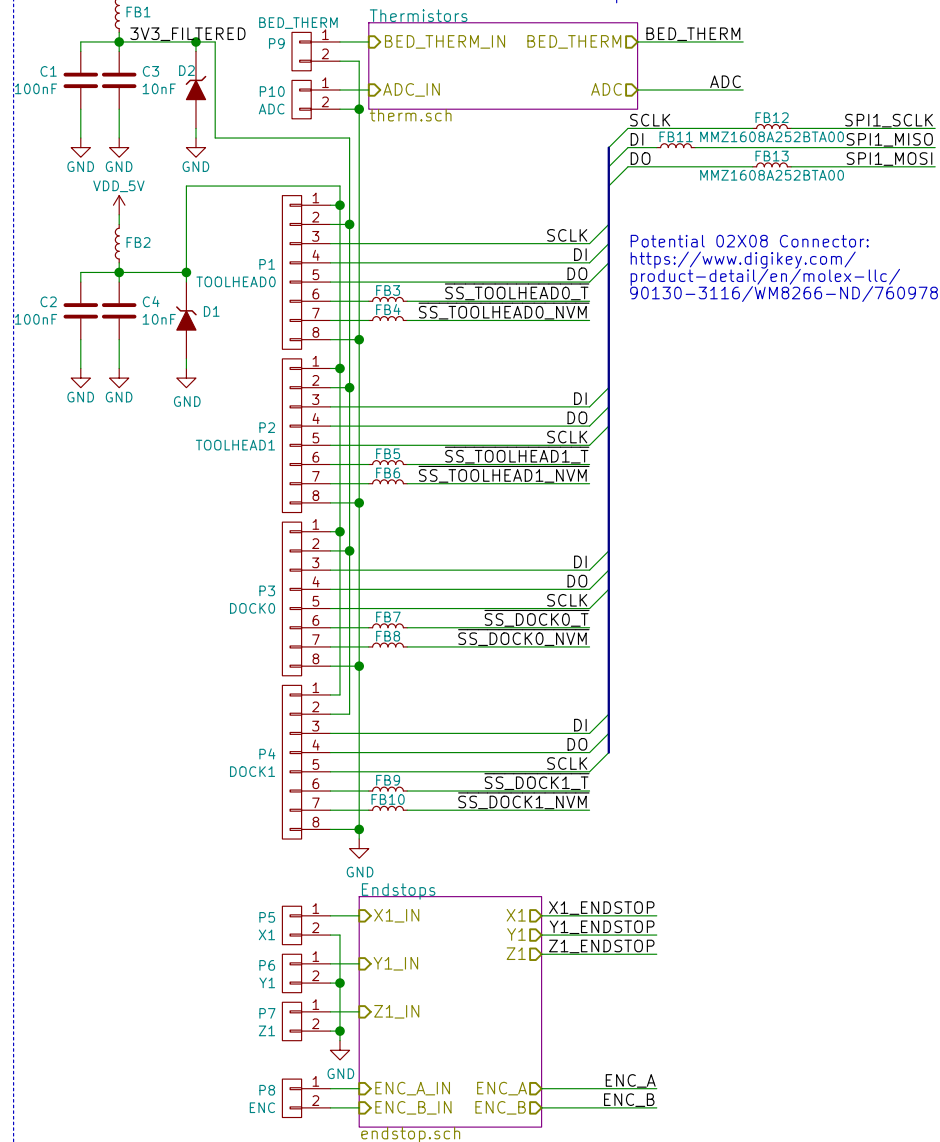 FB1
3V3_FILTERED
C1
100nF
C3
10nF
D2
GND
GND
GND
VDD_5V
FB2
C2
100nF
C4
10nF
D1
GND
GND
GND
BED_THERM
P9
1
2
P10
ADC
1
2
Thermistors
BED_THERM_IN
BED_THERM
BED_THERM
ADC_IN
ADC
ADC
therm.sch
SCLK
FB12
SPI1_SCLK
DI
FB11
MMZ1608A252BTA00
SPI1_MISO
DO
FB13
SPI1_MOSI
MMZ1608A252BTA00
Potential 02X08 Connector:
https://www.digikey.com/
product-detail/en/molex-llc/
90130-3116/WM8266-ND/760978
P1
TOOLHEAD0
1
2
3
4
5
6
7
8
SCLK
DI
DO
FB3
SS_TOOLHEAD0_T
FB4
SS_TOOLHEAD0_NVM
P2
TOOLHEAD1
1
2
3
4
5
6
7
8
DI
DO
SCLK
FB5
SS_TOOLHEAD1_T
FB6
SS_TOOLHEAD1_NVM
P3
DOCK0
1
2
3
4
5
6
7
8
DI
DO
SCLK
FB7
SS_DOCK0_T
FB8
SS_DOCK0_NVM
P4
DOCK1
1
2
3
4
5
6
7
8
DI
DO
SCLK
FB9
SS_DOCK1_T
FB10
SS_DOCK1_NVM
GND
Endstops
P5
X1
1
2
X1_IN
X1
X1_ENDSTOP
Y1
Y1_ENDSTOP
Z1
Z1_ENDSTOP
P6
Y1
1
2
Y1_IN
P7
Z1
1
2
Z1_IN
GND
P8
ENC
1
2
ENC_A_IN
ENC_A
ENC_A
ENC_B_IN
ENC_B
ENC_B
endstop.sch